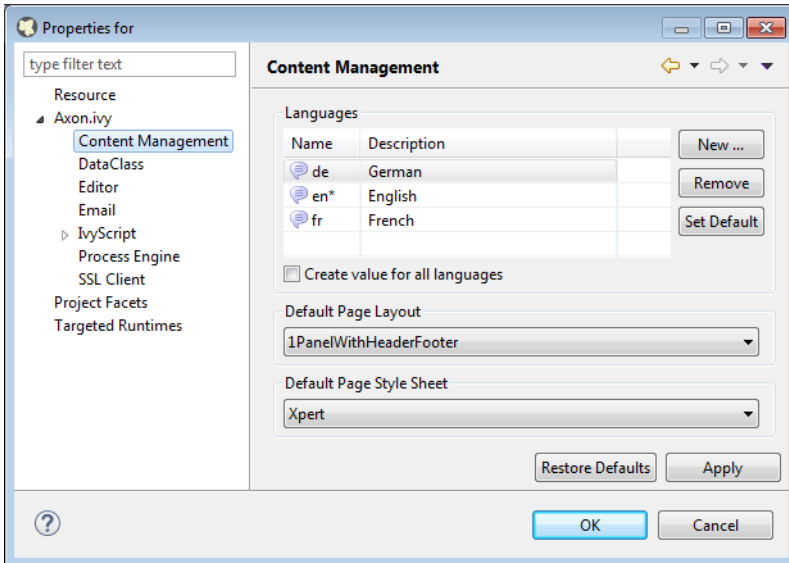 Properties for
type filter text
Resource
Axon.ivy
Content Management
DataClass
Editor
Email
IvyScript
Process Engine
SSL Client
Project Facets
Targeted Runtimes
Content Management
Languages
Name Description
de German
en* English
fr French
New ...
Remove
Set Default
Create value for all languages
Default Page Layout
1PanelWithHeaderFooter
Default Page Style Sheet
Xpert
Restore Defaults Apply
? OK Cancel